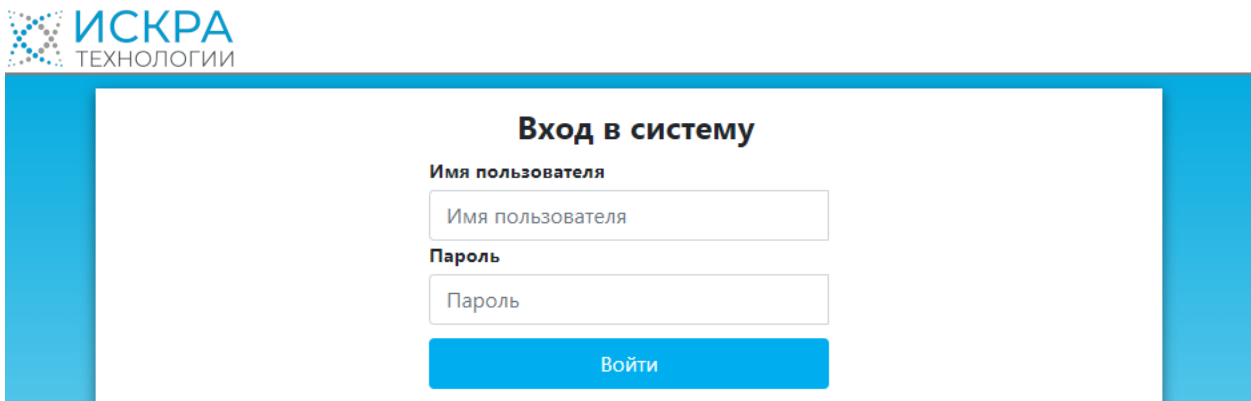 ИСКРА
ТЕХНОЛОГИИ
Вход в систему
Имя пользователя
Имя пользователя
Пароль
Пароль
Войти